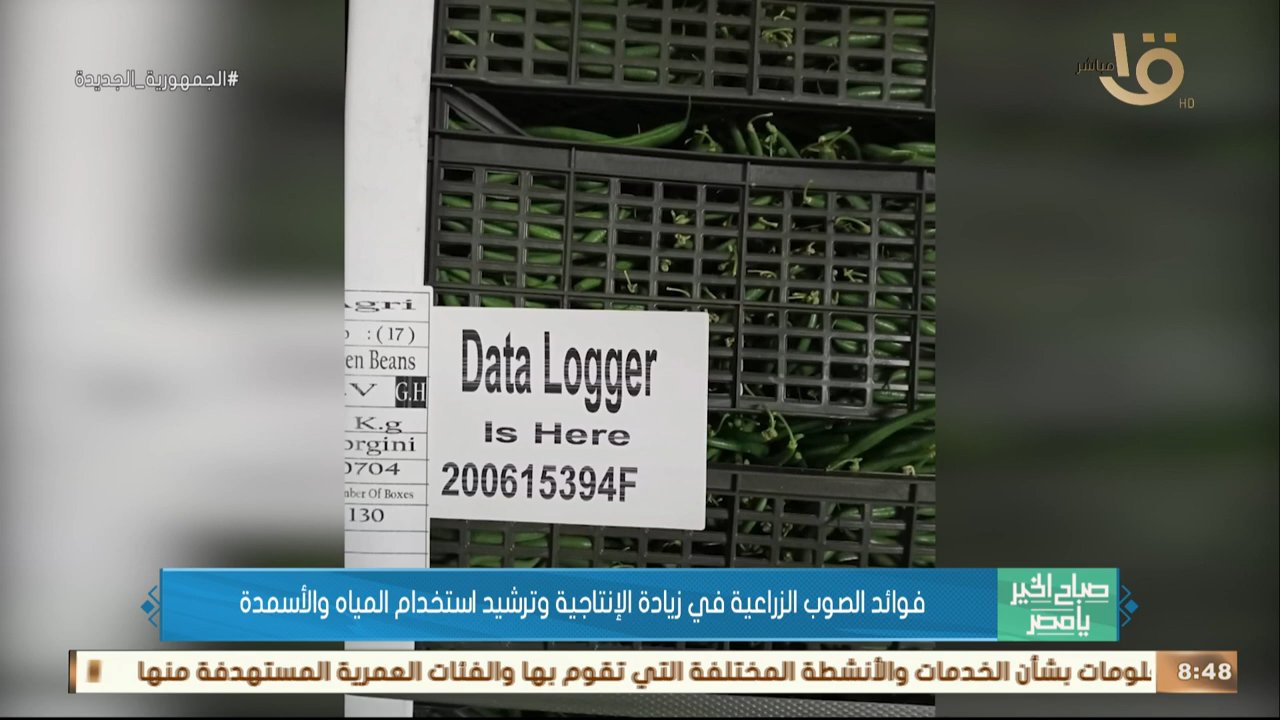 #الجمهورية_الجديدة
مباشر
HD
Agri
: (17)
en Beans
V G.H
K.g
orgini
0704
ber Of Boxes
130
Data Logger
Is Here
200615394F
فوائد الصوب الزراعية في زيادة الإنتاجية وترشيد استخدام المياه والأسمدة
صباح الخير
يا مصر
لومات بشأن الخدمات والأنشطة المختلفة التي تقوم بها والفئات العمرية المستهدفة منها
8:48